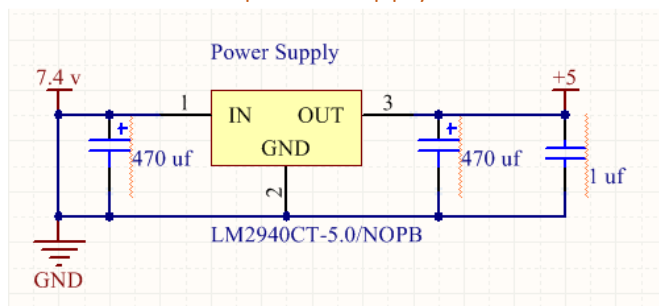 Power Supply
7.4 v
+5
1
3
IN OUT
+
+
GND
470 uf
470 uf
1 uf
2
LM2940CT-5.0/NOPB
GND